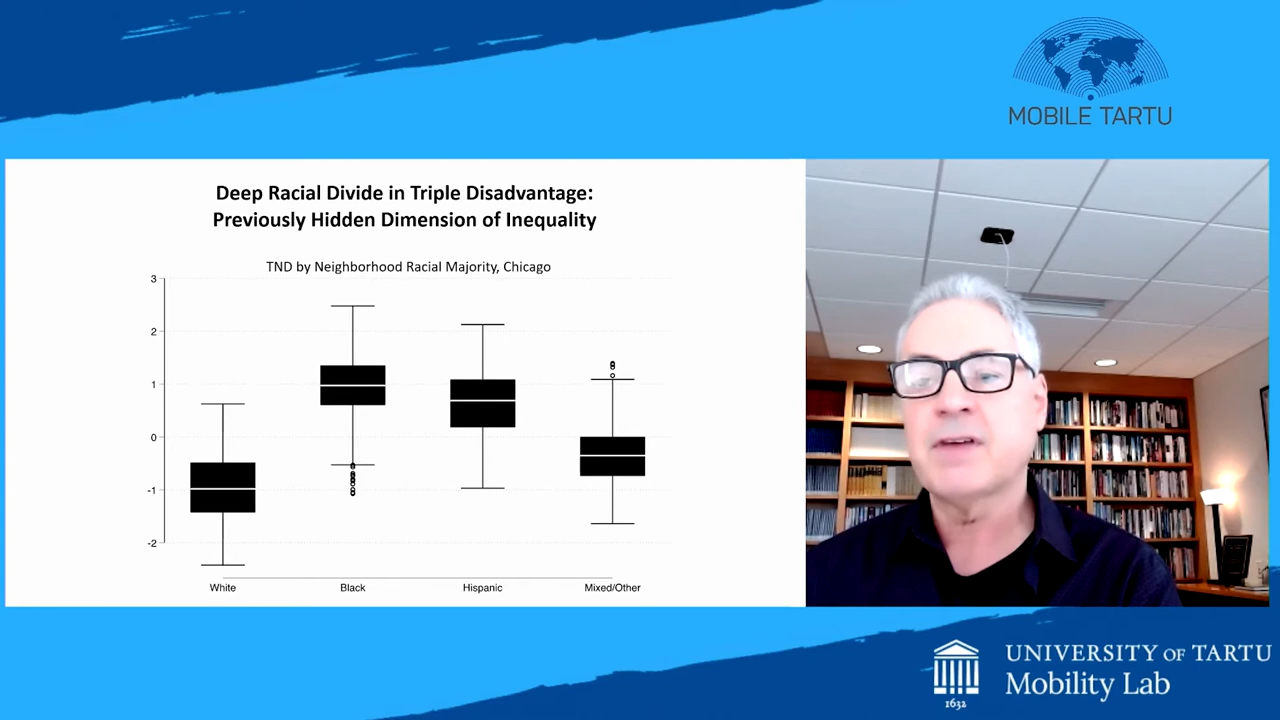 MOBILE TARTU
Deep Racial Divide in Triple Disadvantage:
Previously Hidden Dimension of Inequality
TND by Neighborhood Racial Majority, Chicago
3
2
1
0
-1
-2
White
Black
Hispanic
Mixed/Other
UNIVERSITY OF TARTU
Mobility Lab
1632